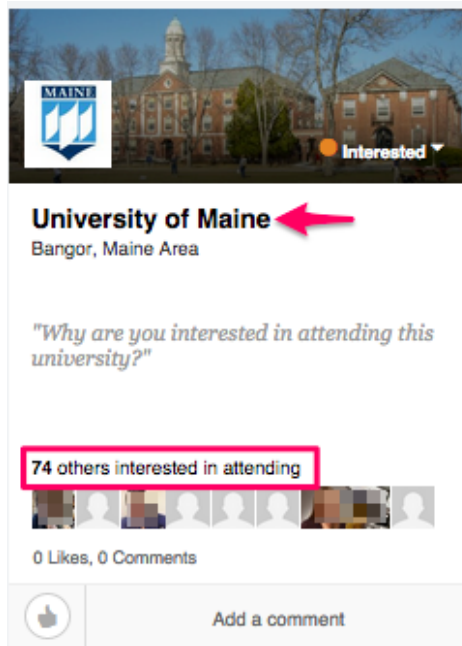 MAINE
Interested
University of Maine
Bangor, Maine Area
"Why are you interested in attending this
university?"
74 others interested in attending
0 Likes, 0 Comments
Add a comment